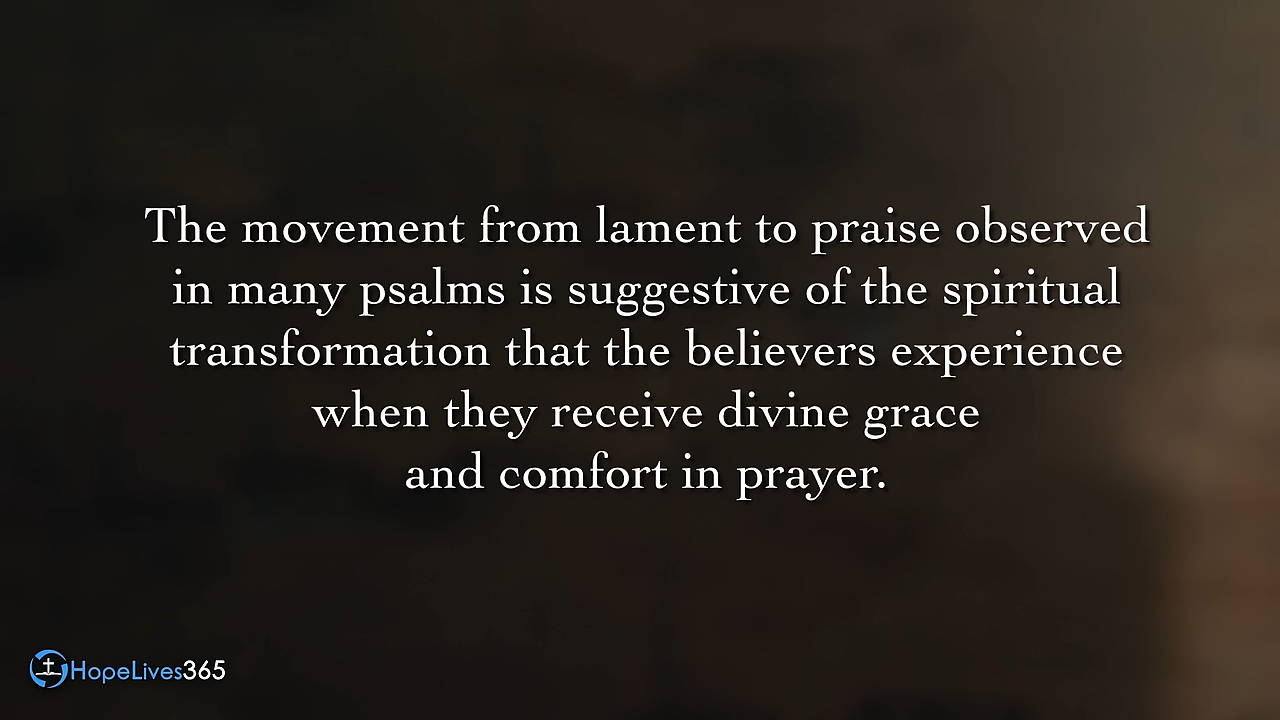 The movement from lament to praise observed
in many psalms is suggestive of the spiritual
transformation that the believers experience
when they receive divine grace
and comfort in prayer.
HopeLives365